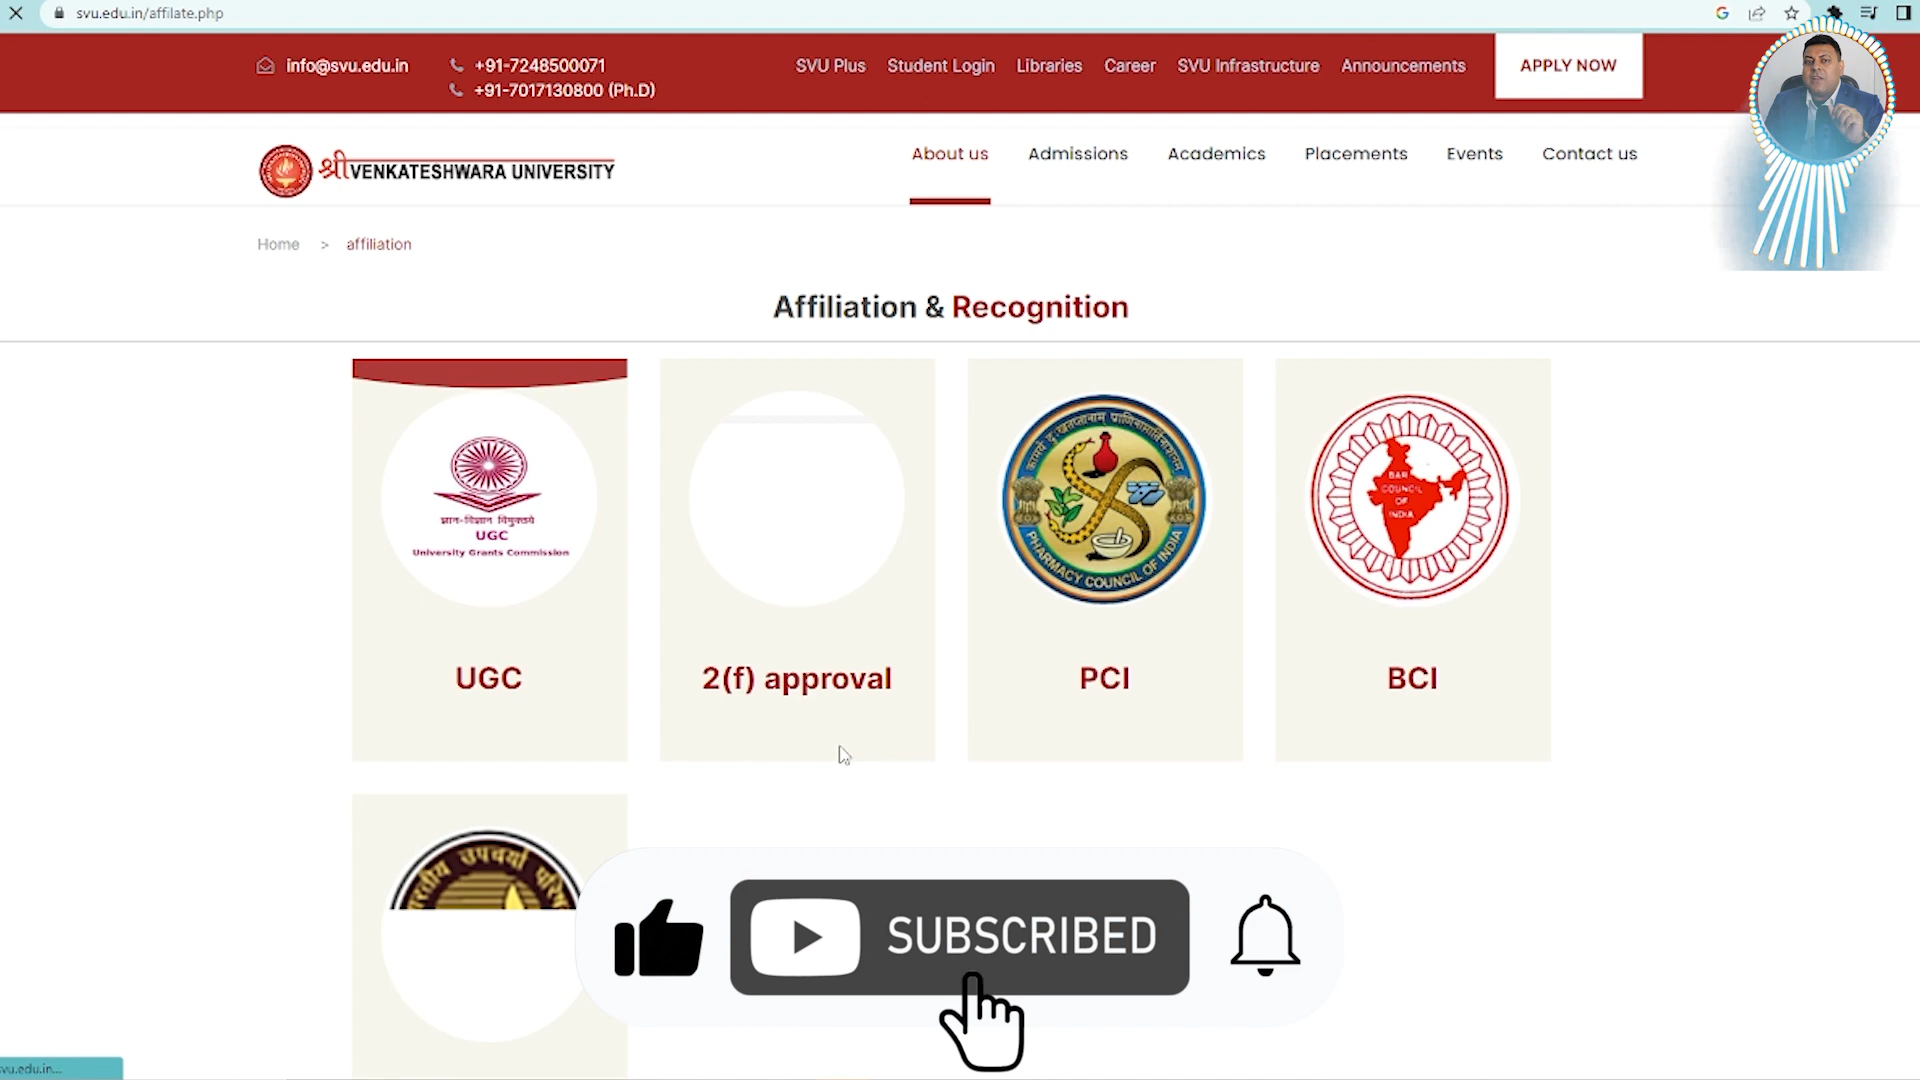 svu.edu.in/affilate.php
info@svu.edu.in
+91-7248500071
+91-7017130800 (Ph.D)
SVU Plus
Student Login
Libraries
Career
SVU Infrastructure
Announcements
APPLY NOW
श्री VENKATESHWARA UNIVERSITY
About us
Admissions
Academics
Placements
Events
Contact us
Home > affiliation
Affiliation & Recognition
ज्ञान-विज्ञान विमुक्तये
UGC
University Grants Commission
PHARMACY COUNCIL OF INDIA
BAR
COUNCIL
OF
INDIA
UGC
2(f) approval
PCI
BCI
SUBSCRIBED